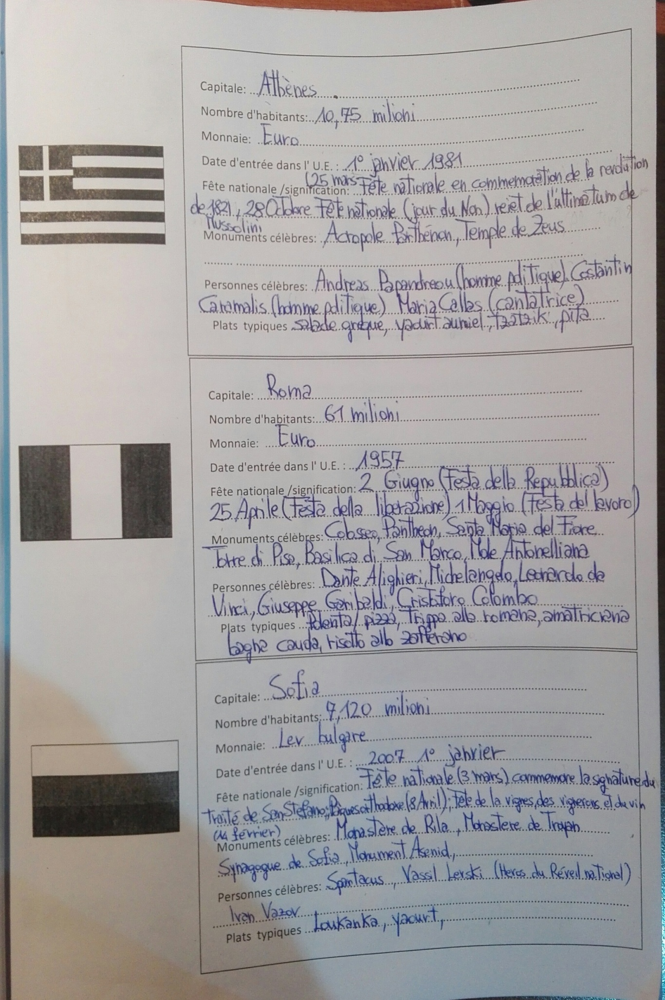 Capitale: Athènes
Nombre d'habitants: 10,75 milioni
Monnaie: Euro
Date d'entrée dans l' U.E. : 1° janvier 1981
Fête nationale /signification: (25 mars Fête nationale en commemoration de la revolution
de 1821, 28 Octobre Fête nationale (jour du Non) rejet de l'ultimatum de
Mussolini
Monuments célèbres: Acropole Parthénon, Temple de Zeus
Personnes célèbres: Andreas Papandreou (homme politique), Costantin
Caramalis (homme politique) Maria Callas (cantatrice)
Plats typiques salade greque, yaourt au miel, tzatziki, pita
Capitale: Roma
Nombre d'habitants: 61 milioni
Monnaie: Euro
Date d'entrée dans l' U.E. : 1957
Fête nationale /signification: 2 Giugno (Festa della Repubblica)
25 Aprile (Festa della liberazione) 1 Maggio (Festa del lavoro)
Monuments célèbres: Colosseo, Pantheon, Santa Maria del Fiore
Torre di Pisa, Basilica di San Marco, Mole Antonelliana
Personnes célèbres: Dante Alighieri, Michelangelo, Leonardo da
Vinci, Giuseppe Garibaldi, Cristoforo Colombo
Plats typiques Polenta, pizza, Trippa alla romana, amatriciana
bagna cauda, risotto allo zafferano
Capitale: Sofia
Nombre d'habitants: 7,120 milioni
Monnaie: Lev bulgare
Date d'entrée dans l' U.E. : 2007 1° janvier
Fête nationale /signification: Fête nationale (3 mars) commemore la signature du
Traité de San Stefano; Pâques orthodoxe (8 Avril); Fête de la vignes, des vignerons et du vin
(14 février)
Monuments célèbres: Monastère de Rila, Monastere de Troyan
Synagogue de Sofia, Monument Asenid,
Personnes célèbres: Spartacus, Vassil Levski (Heros du Réveil national)
Ivan Vazov
Plats typiques Loukanka, yaourt,